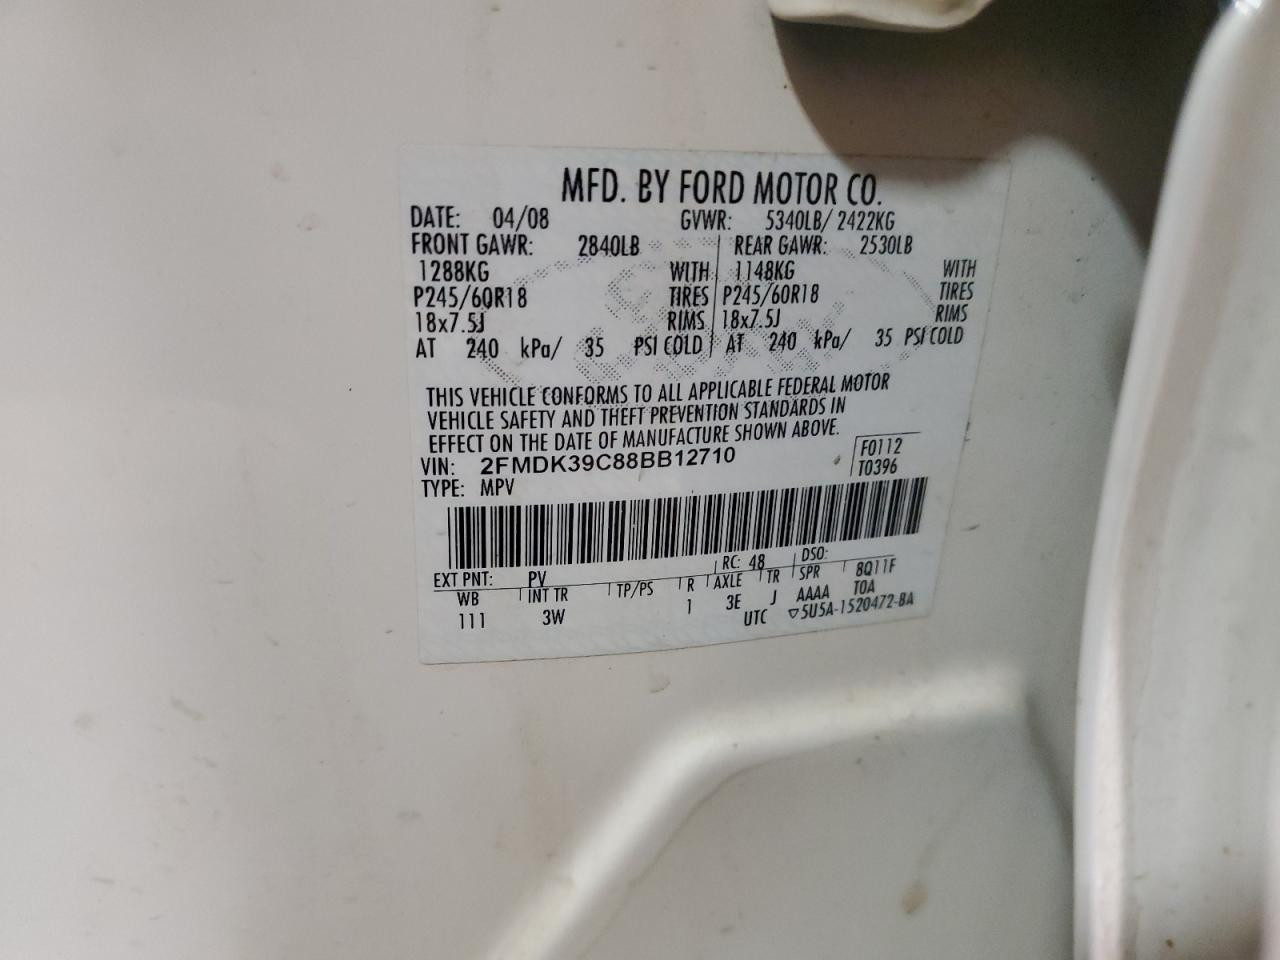 MFD. BY FORD MOTOR CO.
DATE: 04/08 GVWR: 5340LB/ 2422KG
FRONT GAWR: 2840LB REAR GAWR: 2530LB
1288KG WITH 1148KG WITH
P245/60R18 TIRES P245/60R18 TIRES
18x7.5J RIMS 18x7.5J RIMS
AT 240 kPa/ 35 PSI COLD AT 240 kPa/ 35 PSI COLD
THIS VEHICLE CONFORMS TO ALL APPLICABLE FEDERAL MOTOR
VEHICLE SAFETY AND THEFT PREVENTION STANDARDS IN
EFFECT ON THE DATE OF MANUFACTURE SHOWN ABOVE.
VIN: 2FMDK39C88BB12710 F0112
TYPE: MPV T0396
EXT PNT: PV RC: 48 DSO:
WB INT TR TP/PS R AXLE TR SPR 8Q11F
111 3W 1 3E J AAAA T0A
UTC ▽5U5A-1520472-BA